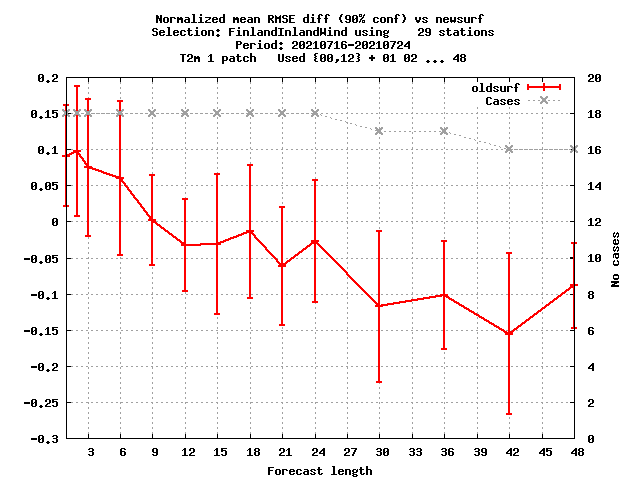 Normalized mean RMSE diff (90% conf) vs newsurf
Selection: FinlandInlandWind using    29 stations
Period: 20210716-20210724
T2m 1 patch   Used {00,12} + 01 02 ... 48
oldsurf
Cases
0.2
0.15
0.1
0.05
0
-0.05
-0.1
-0.15
-0.2
-0.25
-0.3
20
18
16
14
12
10
8
6
4
2
0
No cases
3 6 9 12 15 18 21 24 27 30 33 36 39 42 45 48
Forecast length